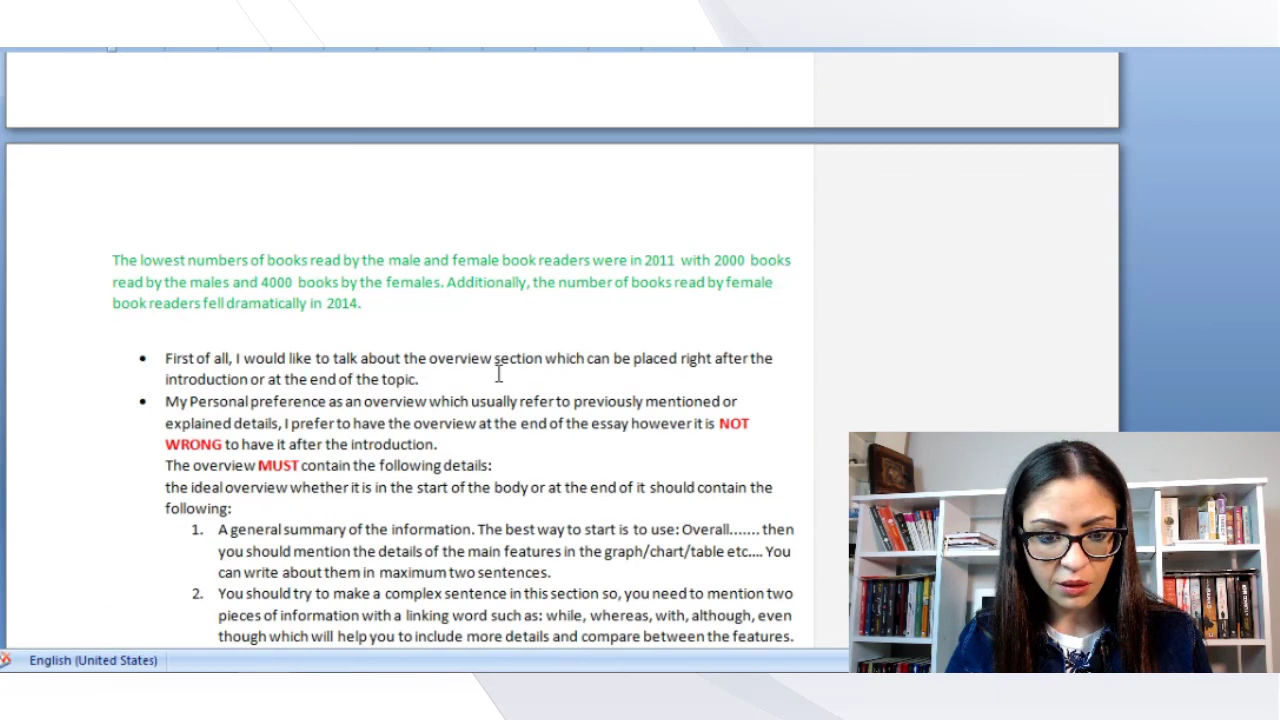 The lowest numbers of books read by the male and female book readers were in 2011 with 2000 books
read by the males and 4000 books by the females. Additionally, the number of books read by female
book readers fell dramatically in 2014.
• First of all, I would like to talk about the overview section which can be placed right after the
introduction or at the end of the topic.
• My Personal preference as an overview which usually refer to previously mentioned or
explained details, I prefer to have the overview at the end of the essay however it is NOT
WRONG to have it after the introduction.
The overview MUST contain the following details:
the ideal overview whether it is in the start of the body or at the end of it should contain the
following:
1. A general summary of the information. The best way to start is to use: Overall....... then
you should mention the details of the main features in the graph/chart/table etc.... You
can write about them in maximum two sentences.
2. You should try to make a complex sentence in this section so, you need to mention two
pieces of information with a linking word such as: while, whereas, with, although, even
though which will help you to include more details and compare between the features.
English (United States)